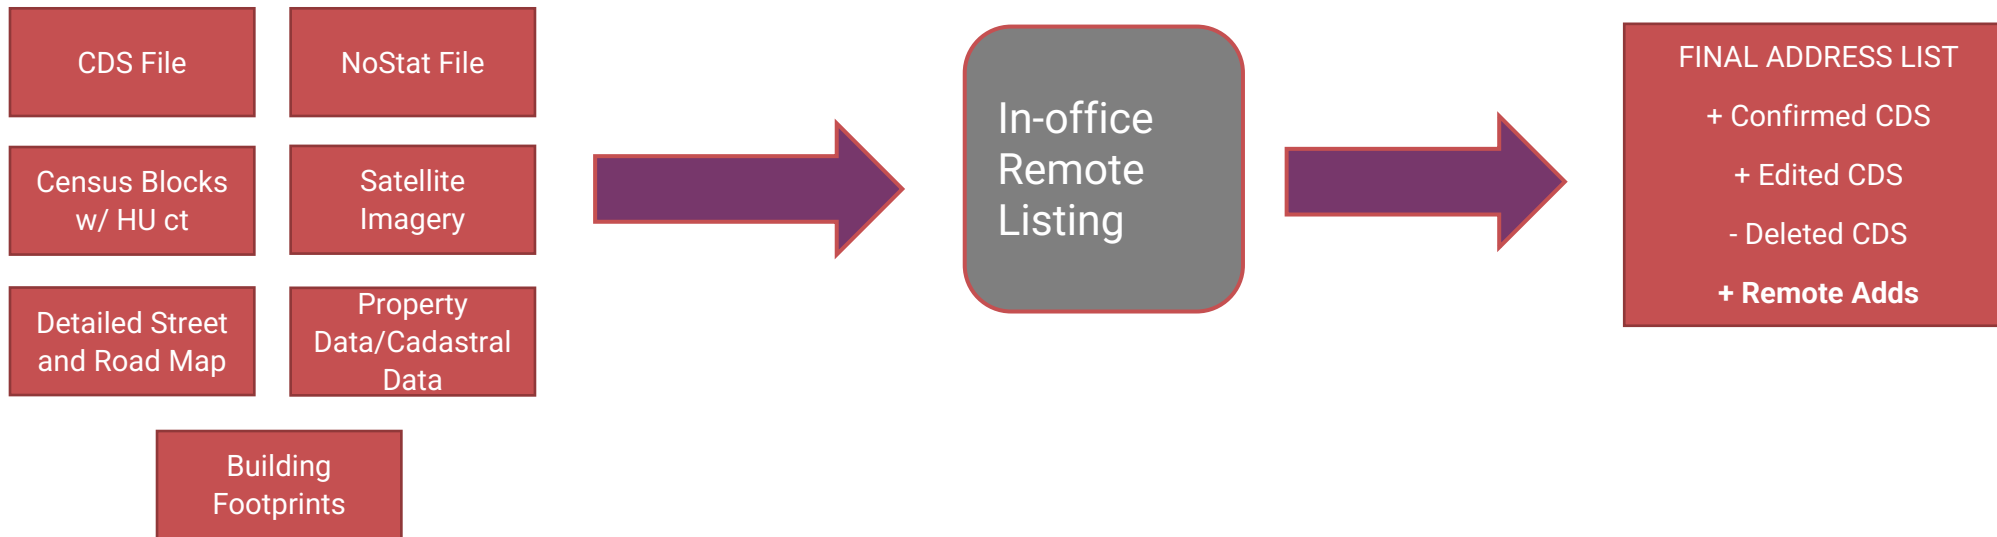 CDS File
NoStat File
Census Blocks
w/ HU ct
Satellite
Imagery
Detailed Street
and Road Map
Property
Data/Cadastral
Data
Building
Footprints
In-office
Remote
Listing
FINAL ADDRESS LIST
+ Confirmed CDS
+ Edited CDS
- Deleted CDS
+ Remote Adds